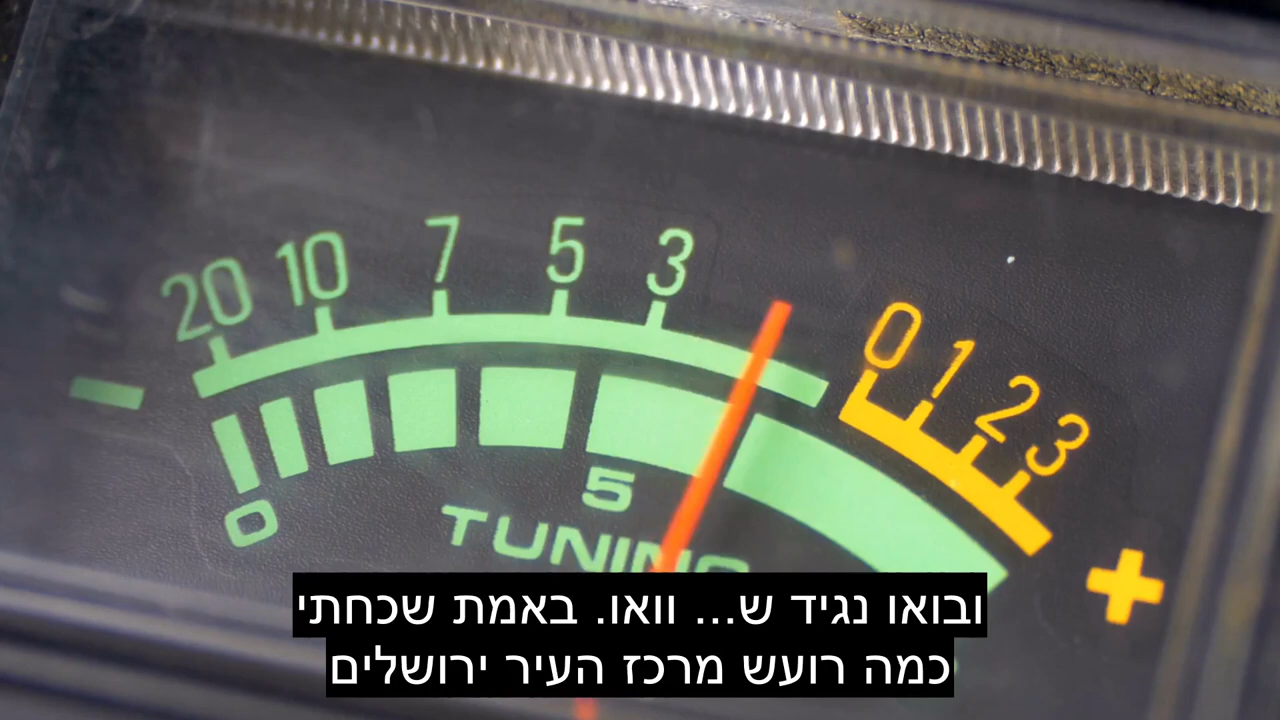 20 10 7 5 3 0 1 2 3
- +
0 5
TUNING
ובואו נגיד ש... וואו. באמת שכחתי
כמה רועש מרכז העיר ירושלים